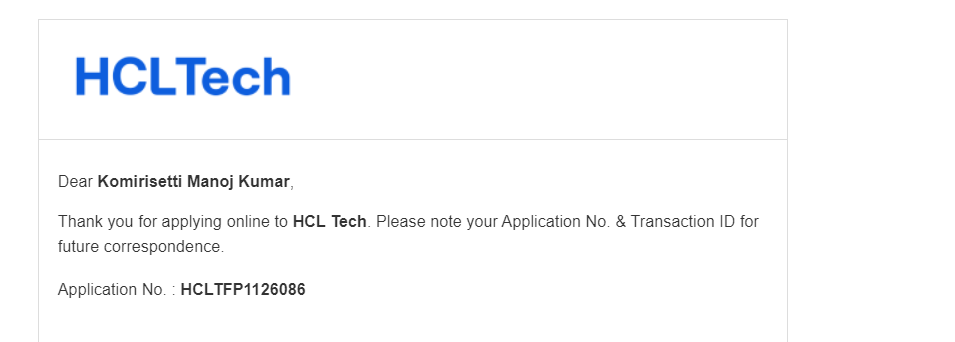 HCLTech
Dear Komirisetti Manoj Kumar,
Thank you for applying online to HCL Tech. Please note your Application No. & Transaction ID for
future correspondence.
Application No. : HCLTFP1126086